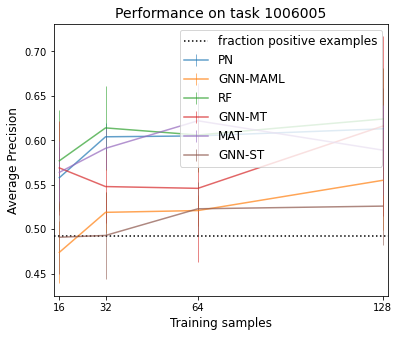 Performance on task 1006005
fraction positive examples
PN
GNN-MAML
RF
GNN-MT
MAT
GNN-ST
Average Precision
0.70
0.65
0.60
0.55
0.50
0.45
16
32
64
128
Training samples